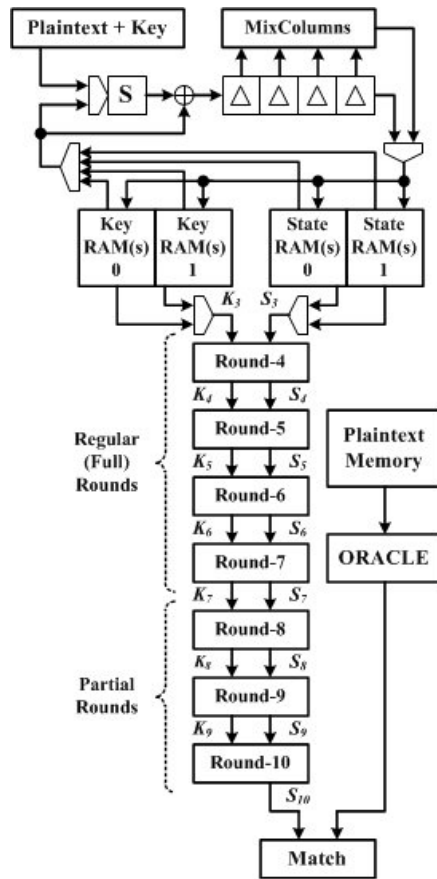 Plaintext + Key
MixColumns
S
△ △ △ △
Key
RAM(s)
0
Key
RAM(s)
1
State
RAM(s)
0
State
RAM(s)
1
K3
S3
Round-4
K4
S4
Round-5
K5
S5
Regular
(Full)
Rounds
Round-6
K6
S6
Round-7
K7
S7
Plaintext
Memory
ORACLE
Round-8
K8
S8
Partial
Rounds
Round-9
K9
S9
Round-10
S10
Match